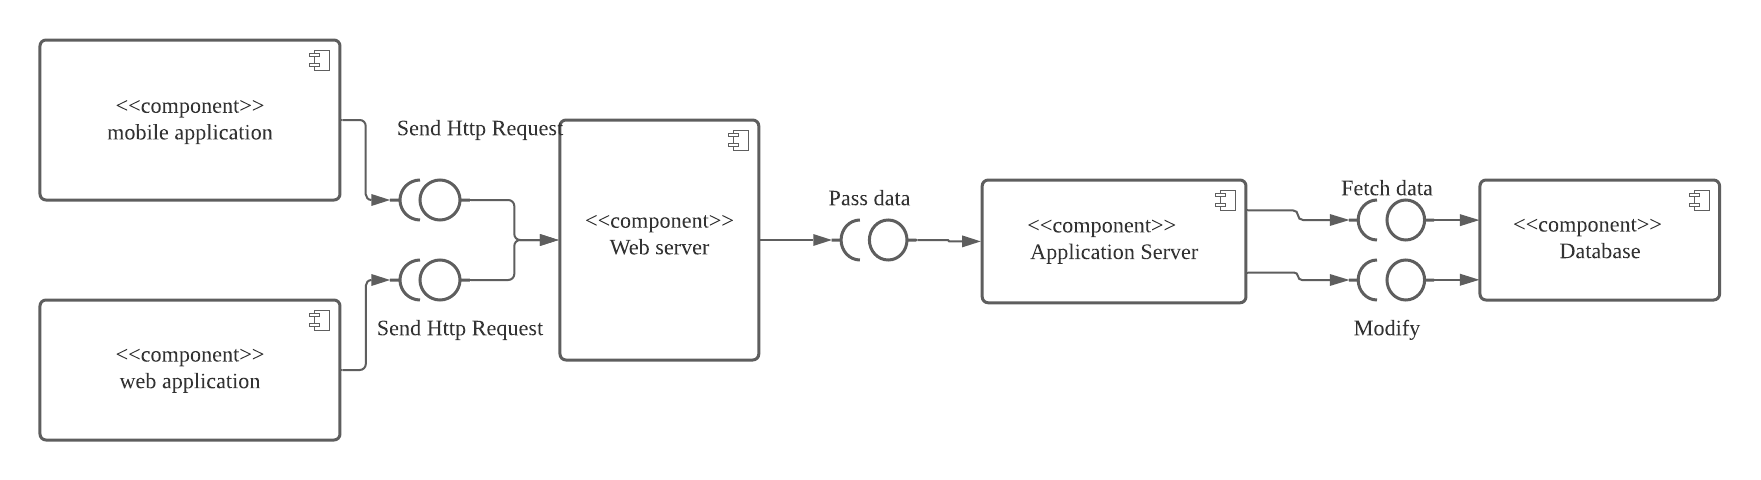 <<component>>
mobile application
Send Http Request
<<component>>
web application
Send Http Request
<<component>>
Web server
Pass data
<<component>>
Application Server
Fetch data
Modify
<<component>>
Database